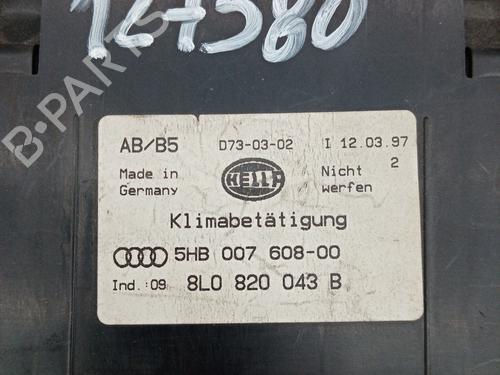 127580
B-PARTS
AB/B5 D73-03-02 I 12.03.97
Made in Germany HELLA Nicht 2 werfen
Klimabetätigung
5HB 007 608-00
Ind.:09 8L0 820 043 B